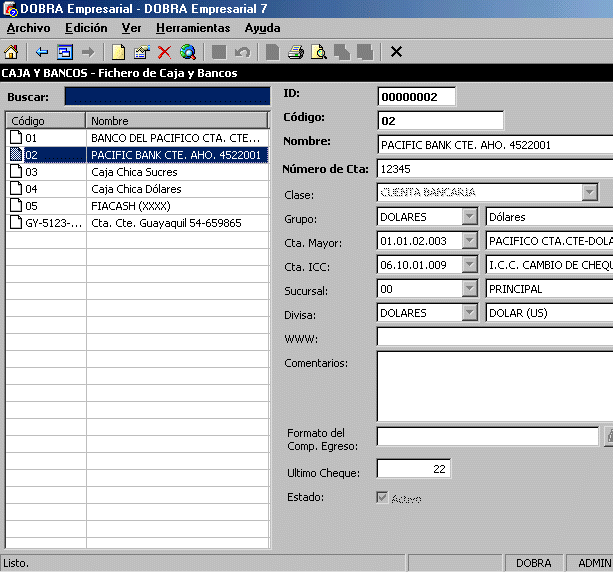 DOBRA Empresarial - DOBRA Empresarial 7
Archivo Edición Ver Herramientas Ayuda
CAJA Y BANCOS - Fichero de Caja y Bancos
Buscar:
Código Nombre
01 BANCO DEL PACIFICO CTA. CTE...
02 PACIFIC BANK CTE. AHO. 4522001
03 Caja Chica Sucres
04 Caja Chica Dólares
05 FIACASH (XXXX)
GY-5123-... Cta. Cte. Guayaquil 54-659865
ID: 00000002
Código: 02
Nombre: PACIFIC BANK CTE. AHO. 4522001
Número de Cta: 12345
Clase: CUENTA BANCARIA
Grupo: DOLARES Dólares
Cta. Mayor: 01.01.02.003 PACIFICO CTA.CTE-DOLA
Cta. ICC: 06.10.01.009 I.C.C. CAMBIO DE CHEQU
Sucursal: 00 PRINCIPAL
Divisa: DOLARES DOLAR (US)
WWW:
Comentarios:
Formato del
Comp. Egreso:
Ultimo Cheque: 22
Estado: Activo
Listo. DOBRA ADMIN